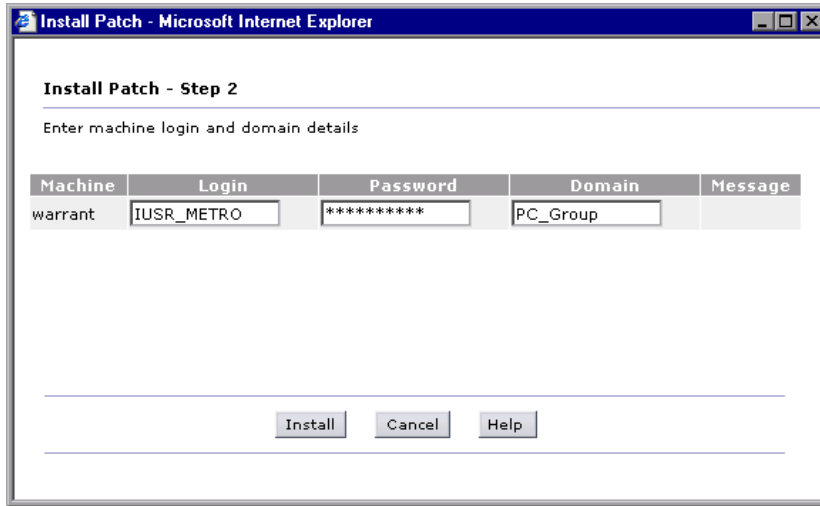 Install Patch - Microsoft Internet Explorer
Install Patch - Step 2
Enter machine login and domain details
Machine Login Password Domain Message
warrant IUSR_METRO ********** PC_Group
Install Cancel Help